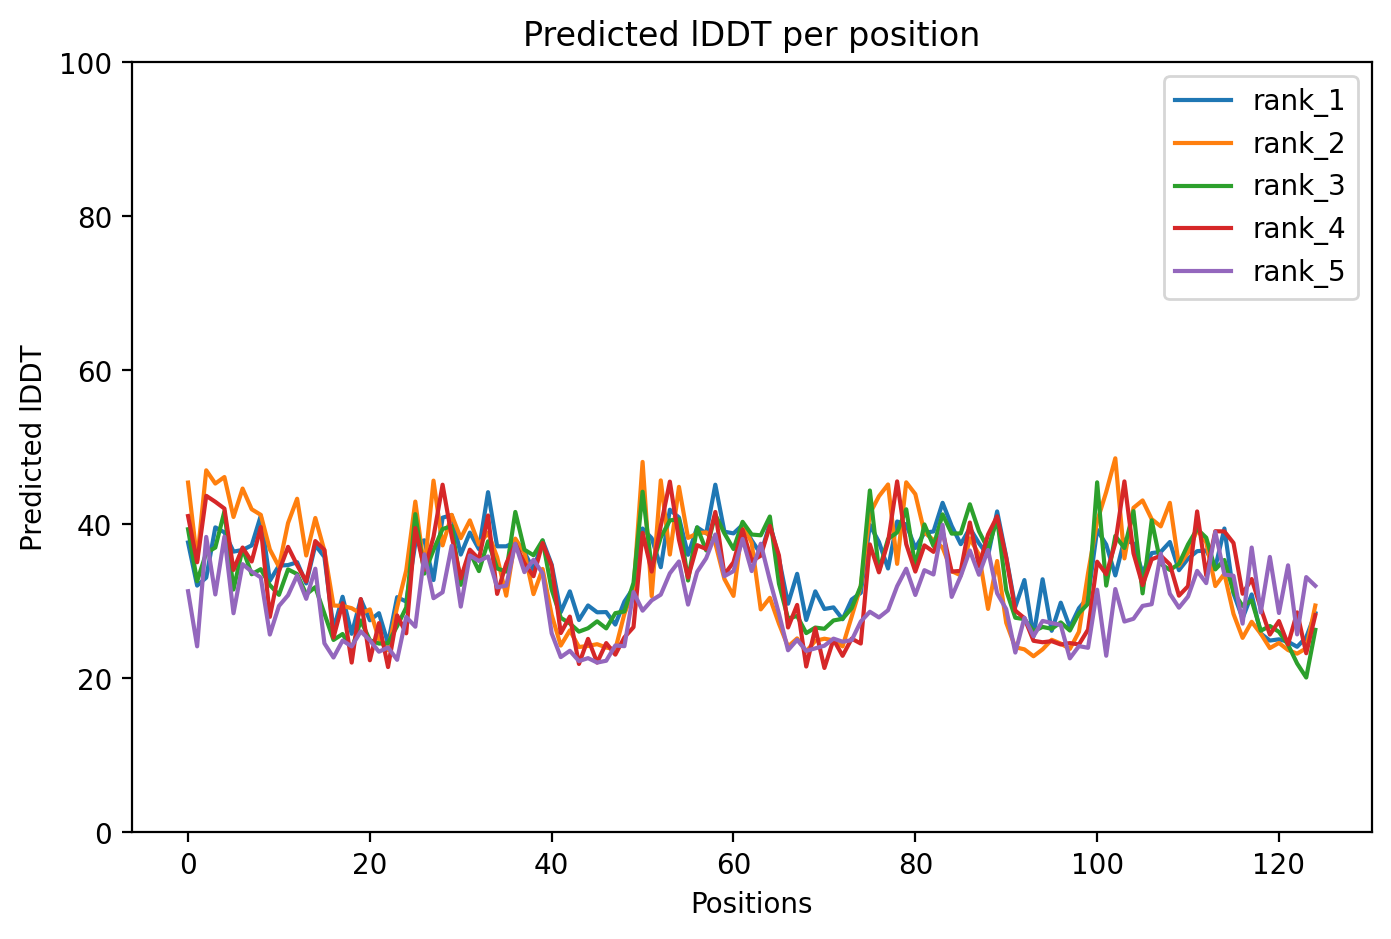 Predicted lDDT per position
100
80
60
40
20
0
Predicted lDDT
0 20 40 60 80 100 120
Positions
rank_1
rank_2
rank_3
rank_4
rank_5